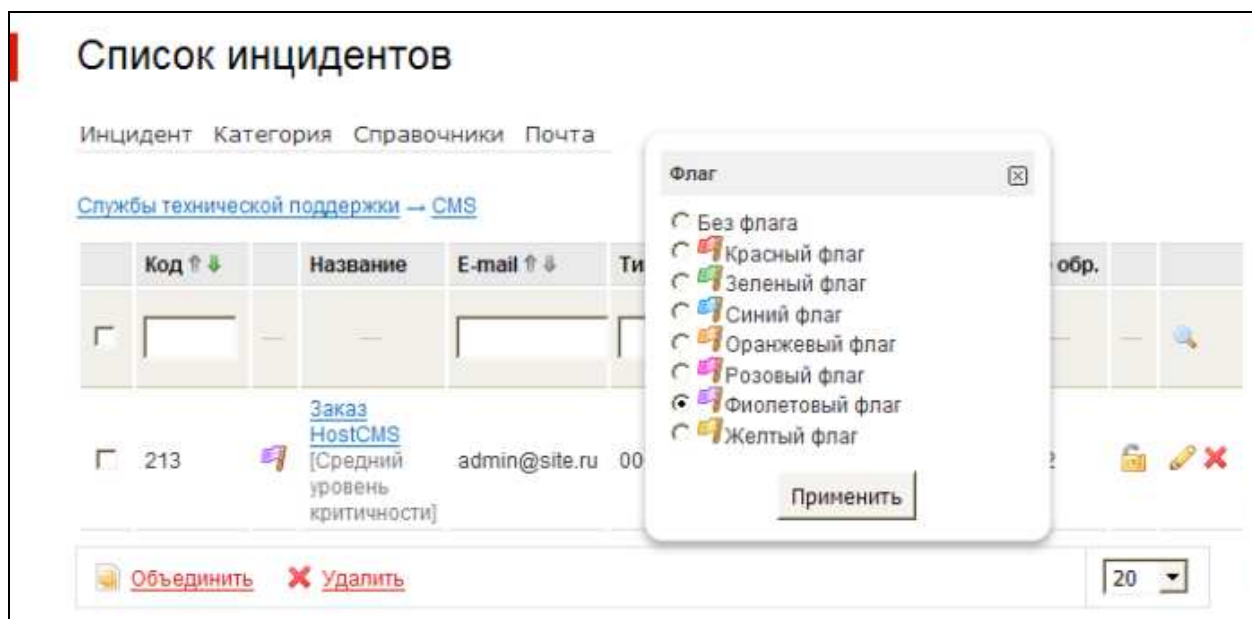 Список инцидентов
Инцидент Категория Справочники Почта
Службы технической поддержки → CMS
Код Название E-mail Ти обр.
Заказ
HostCMS
[Средний
уровень
критичности]
213 admin@site.ru 00
Флаг
Без флага
Красный флаг
Зеленый флаг
Синий флаг
Оранжевый флаг
Розовый флаг
Фиолетовый флаг
Желтый флаг
Применить
Объединить Удалить 20